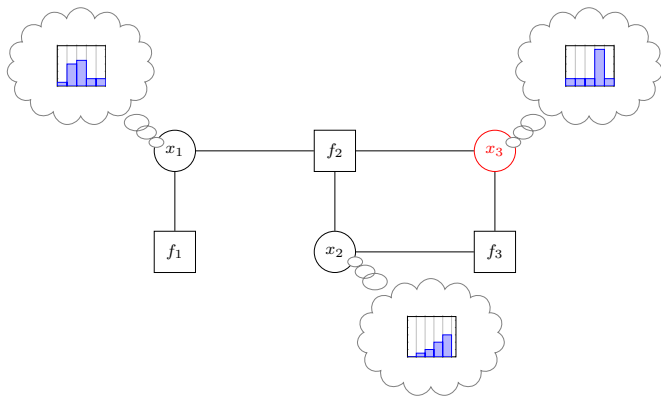 x₁ f₂ x₃
f₁ x₂ f₃